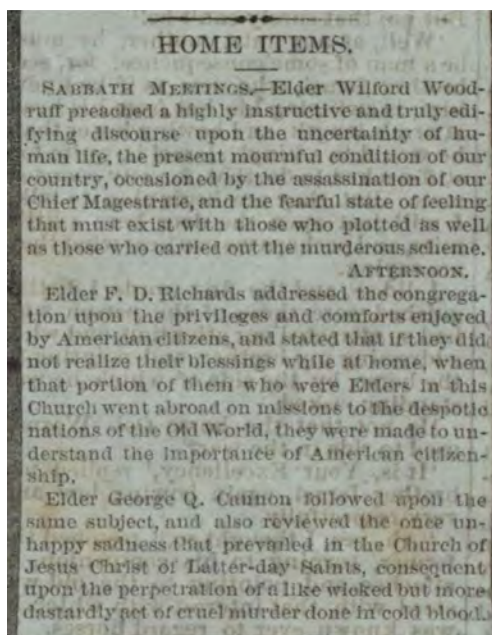 HOME ITEMS.
SABBATH MEETINGS.—Elder Wilford Wood-
ruff preached a highly instructive and truly edi-
fying discourse upon the uncertainty of hu-
man life, the present mournful condition of our
country, occasioned by the assassination of our
Chief Magestrate, and the fearful state of feeling
that must exist with those who plotted as well
as those who carried out the murderous scheme.
AFTERNOON.
Elder F. D. Richards addressed the congrega-
tion upon the privileges and comforts enjoyed
by American citizens, and stated that if they did
not realize their blessings while at home, when
that portion of them who were Elders in this
Church went abroad on missions to the despotic
nations of the Old World, they were made to un-
derstand the importance of American citizen-
ship.
Elder George Q. Cannon followed upon the
same subject, and also reviewed the once un-
happy sadness that prevailed in the Church of
Jesus Christ of Latter-day Saints, consequent
upon the perpetration of a like wicked but more
dastardly act of cruel murder done in cold blood.